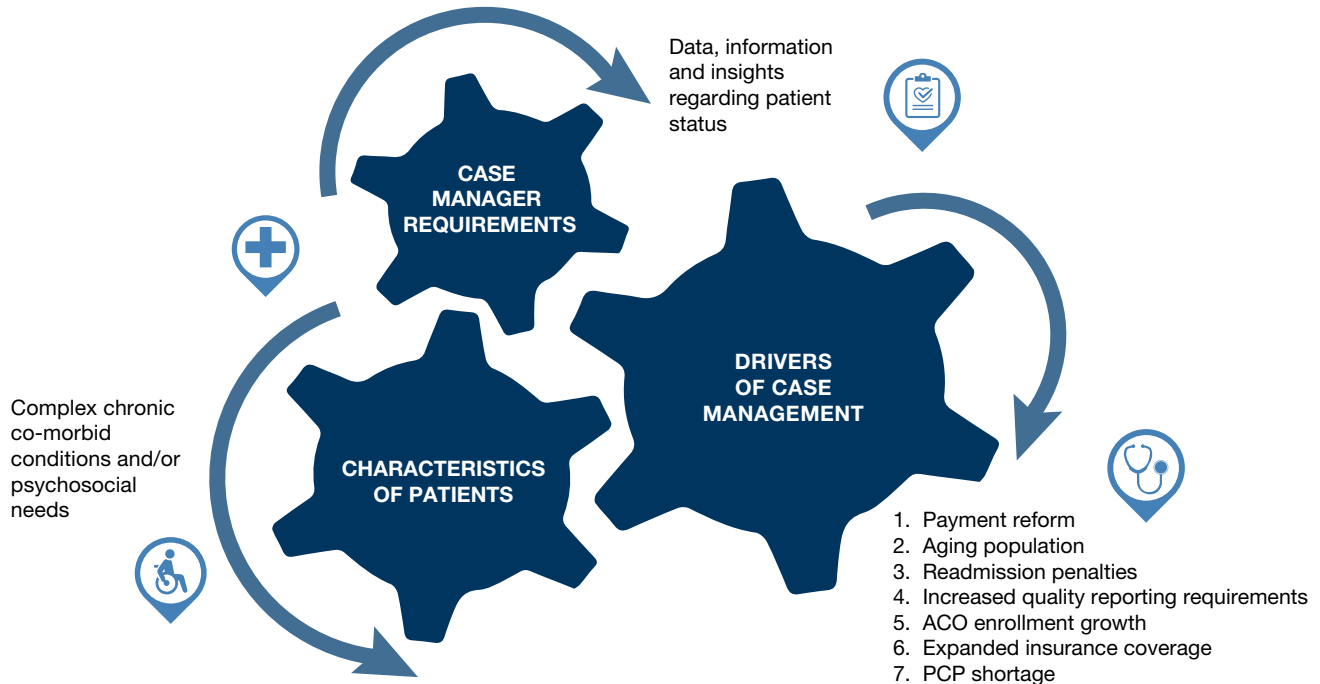 Data, information
and insights
regarding patient
status
CASE
MANAGER
REQUIREMENTS
DRIVERS
OF CASE
MANAGEMENT
Complex chronic
co-morbid
conditions and/or
psychosocial
needs
CHARACTERISTICS
OF PATIENTS
1. Payment reform
2. Aging population
3. Readmission penalties
4. Increased quality reporting requirements
5. ACO enrollment growth
6. Expanded insurance coverage
7. PCP shortage